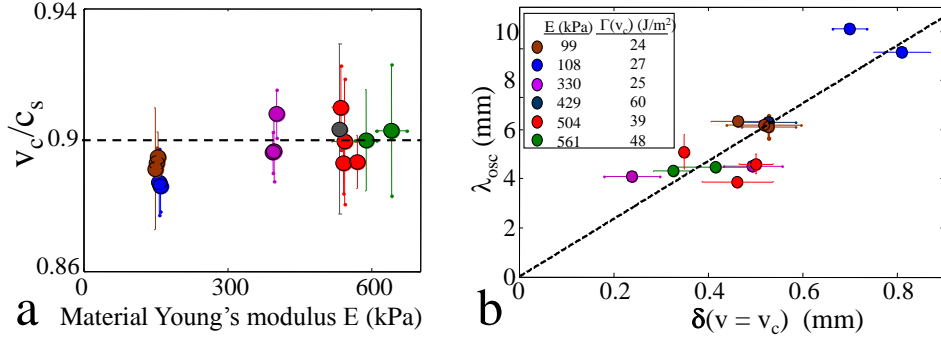 0.94
0.9
0.86
v_c/c_s
0 300 600
Material Young's modulus E (kPa)
a
10
8
6
4
2
0
λ_osc (mm)
E (kPa) Γ(v_c) (J/m²)
99 24
108 27
330 25
429 60
504 39
561 48
0 0.2 0.4 0.6 0.8
δ(v = v_c) (mm)
b